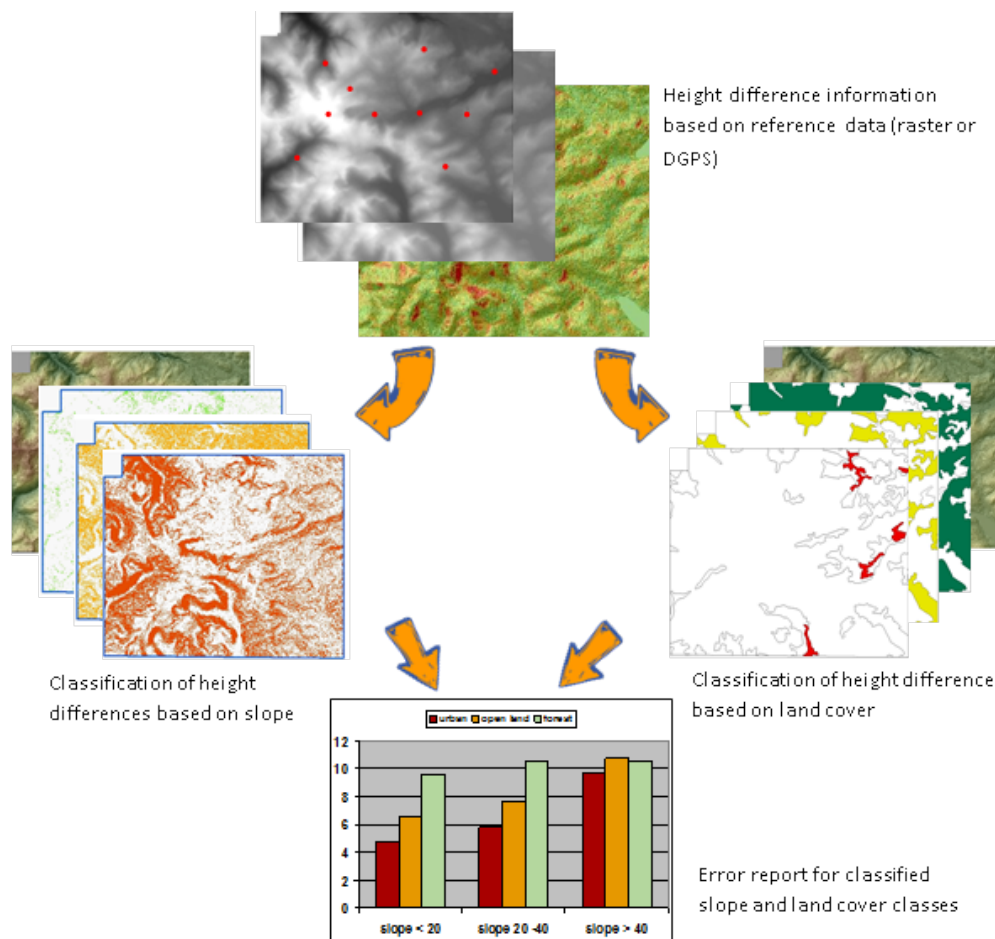 Height difference information
based on reference data (raster or
DGPS)
Classification of height
differences based on slope
Classification of height difference
based on land cover
urban open land forest
12
10
8
6
4
2
0
slope < 20 slope 20 -40 slope > 40
Error report for classified
slope and land cover classes